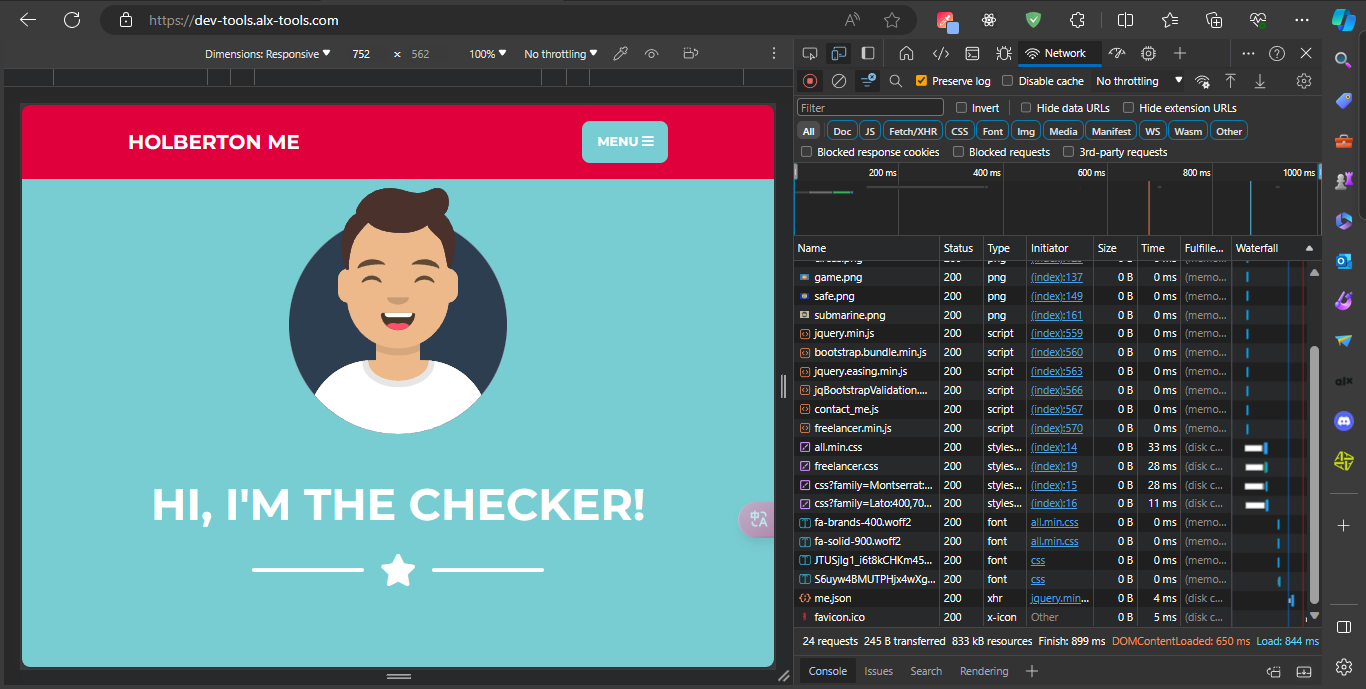 https://dev-tools.alx-tools.com
Dimensions: Responsive 752 × 562 100% No throttling
HOLBERTON ME
MENU
HI, I'M THE CHECKER!
Network
Preserve log Disable cache No throttling
Filter Invert Hide data URLs Hide extension URLs
All Doc JS Fetch/XHR CSS Font Img Media Manifest WS Wasm Other
Blocked response cookies Blocked requests 3rd-party requests
200 ms 400 ms 600 ms 800 ms 1000 ms
Name Status Type Initiator Size Time Fulfille... Waterfall
game.png 200 png (index):137 0 B 0 ms (memo...
safe.png 200 png (index):149 0 B 0 ms (memo...
submarine.png 200 png (index):161 0 B 0 ms (memo...
jquery.min.js 200 script (index):559 0 B 0 ms (memo...
bootstrap.bundle.min.js 200 script (index):560 0 B 0 ms (memo...
jquery.easing.min.js 200 script (index):563 0 B 0 ms (memo...
jqBootstrapValidation.... 200 script (index):566 0 B 0 ms (memo...
contact_me.js 200 script (index):567 0 B 0 ms (memo...
freelancer.min.js 200 script (index):570 0 B 0 ms (memo...
all.min.css 200 styles... (index):14 0 B 33 ms (disk c...
freelancer.css 200 styles... (index):19 0 B 28 ms (disk c...
css?family=Montserrat:... 200 styles... (index):15 0 B 28 ms (disk c...
css?family=Lato:400,70... 200 styles... (index):16 0 B 11 ms (disk c...
fa-brands-400.woff2 200 font all.min.css 0 B 0 ms (memo...
fa-solid-900.woff2 200 font all.min.css 0 B 0 ms (memo...
JTUSjIg1_i6t8kCHKm45... 200 font css 0 B 0 ms (memo...
S6uyw4BMUTPHjx4wXg... 200 font css 0 B 0 ms (memo...
me.json 200 xhr jquery.min... 0 B 4 ms (disk c...
favicon.ico 200 x-icon Other 0 B 5 ms (disk c...
24 requests 245 B transferred 833 kB resources Finish: 899 ms DOMContentLoaded: 650 ms Load: 844 ms
Console Issues Search Rendering
alx